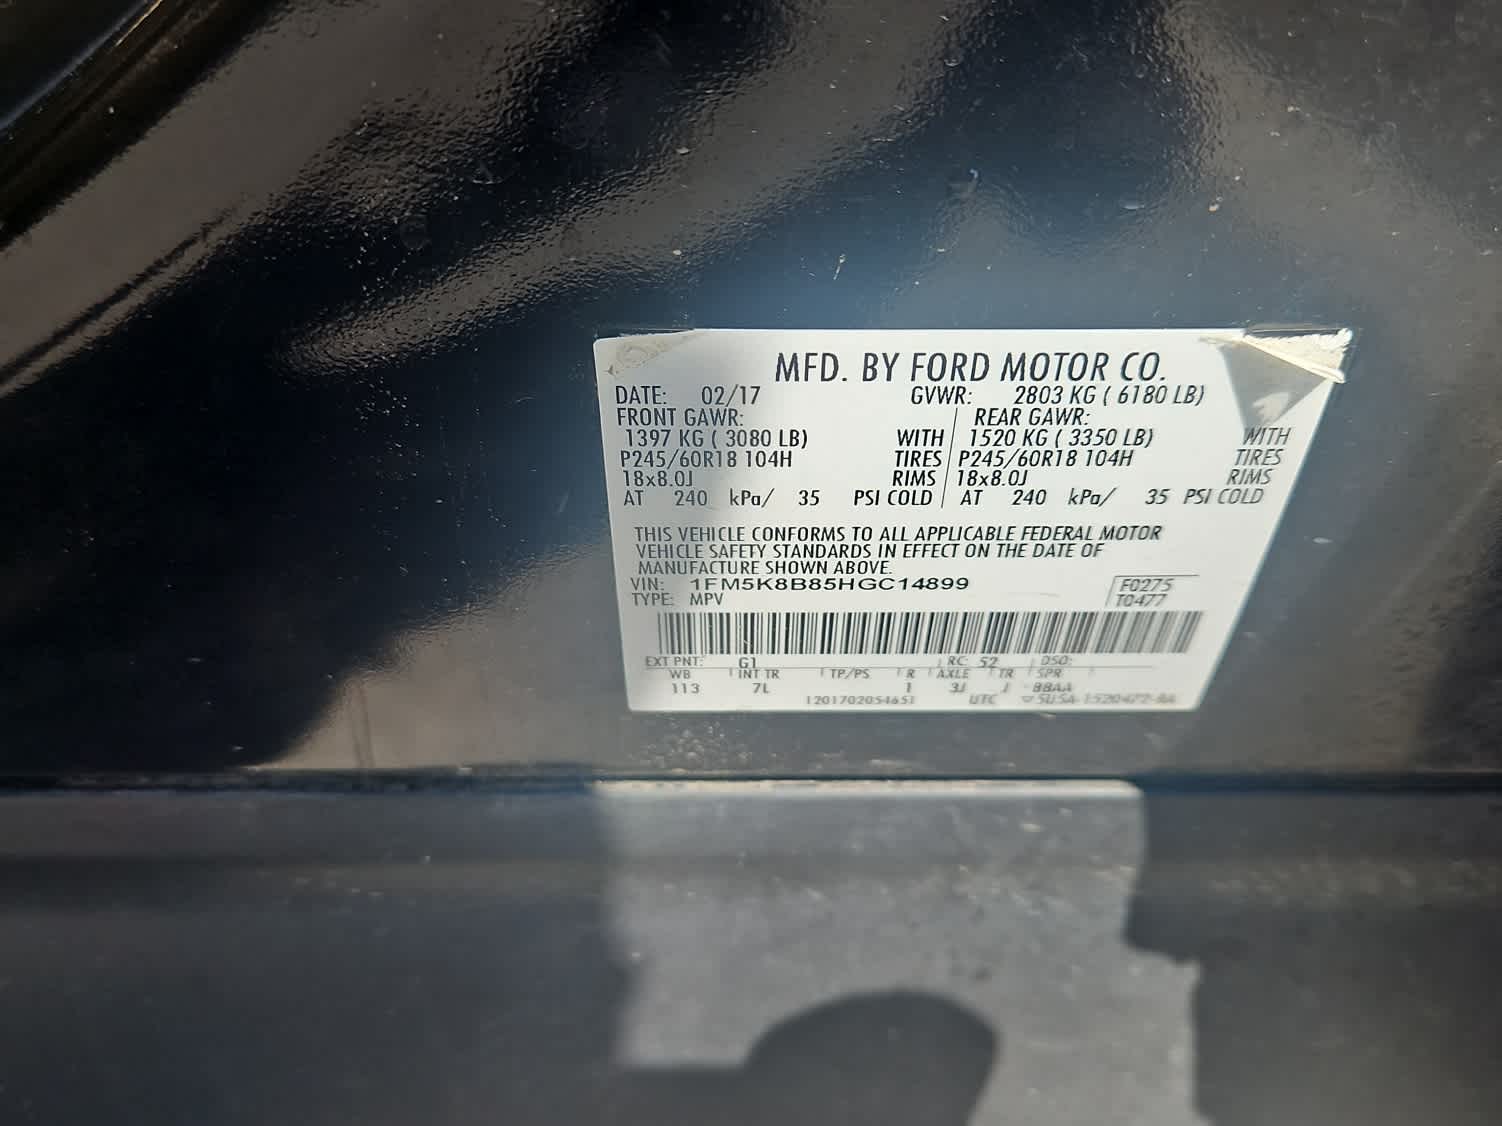 MFD. BY FORD MOTOR CO.
DATE: 02/17 GVWR: 2803 KG ( 6180 LB)
FRONT GAWR: REAR GAWR:
1397 KG ( 3080 LB) WITH 1520 KG ( 3350 LB) WITH
P245/60R18 104H TIRES P245/60R18 104H TIRES
18x8.0J RIMS 18x8.0J RIMS
AT 240 kPa/ 35 PSI COLD AT 240 kPa/ 35 PSI COLD
THIS VEHICLE CONFORMS TO ALL APPLICABLE FEDERAL MOTOR
VEHICLE SAFETY STANDARDS IN EFFECT ON THE DATE OF
MANUFACTURE SHOWN ABOVE.
VIN: 1FM5K8B85HGC14899 F0275
TYPE: MPV T0477
EXT PNT: G1 RC: 52 DSO:
WB INT TR TP/PS R AXLE TR SPR
113 7L 1 3J J BBAA
1201702054651 UTC